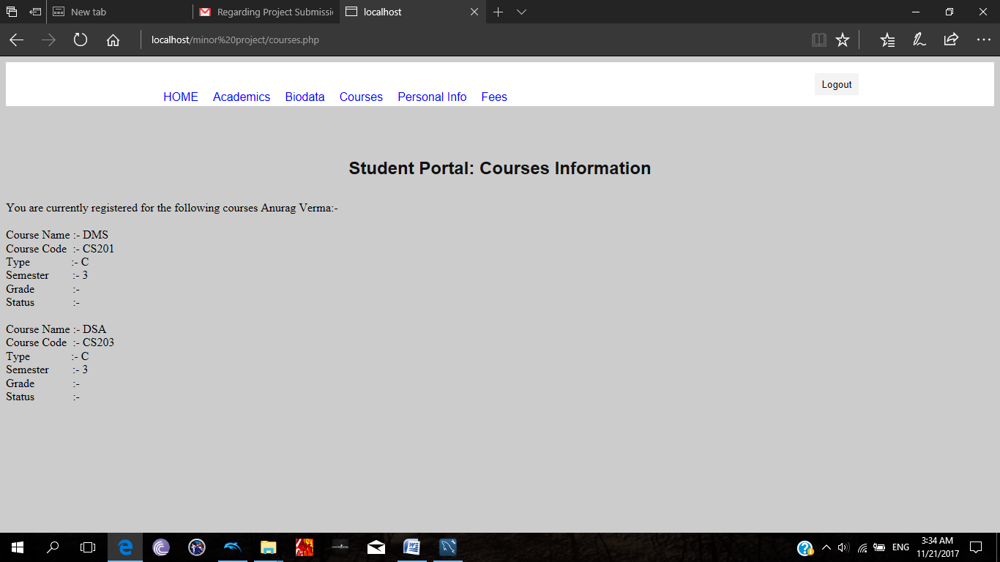 New tab
Regarding Project Submissi
localhost
localhost/minor%20project/courses.php
Logout
HOME Academics Biodata Courses Personal Info Fees
Student Portal: Courses Information
You are currently registered for the following courses Anurag Verma:-
Course Name :- DMS
Course Code :- CS201
Type :- C
Semester :- 3
Grade :-
Status :-
Course Name :- DSA
Course Code :- CS203
Type :- C
Semester :- 3
Grade :-
Status :-
ENG
3:34 AM
11/21/2017